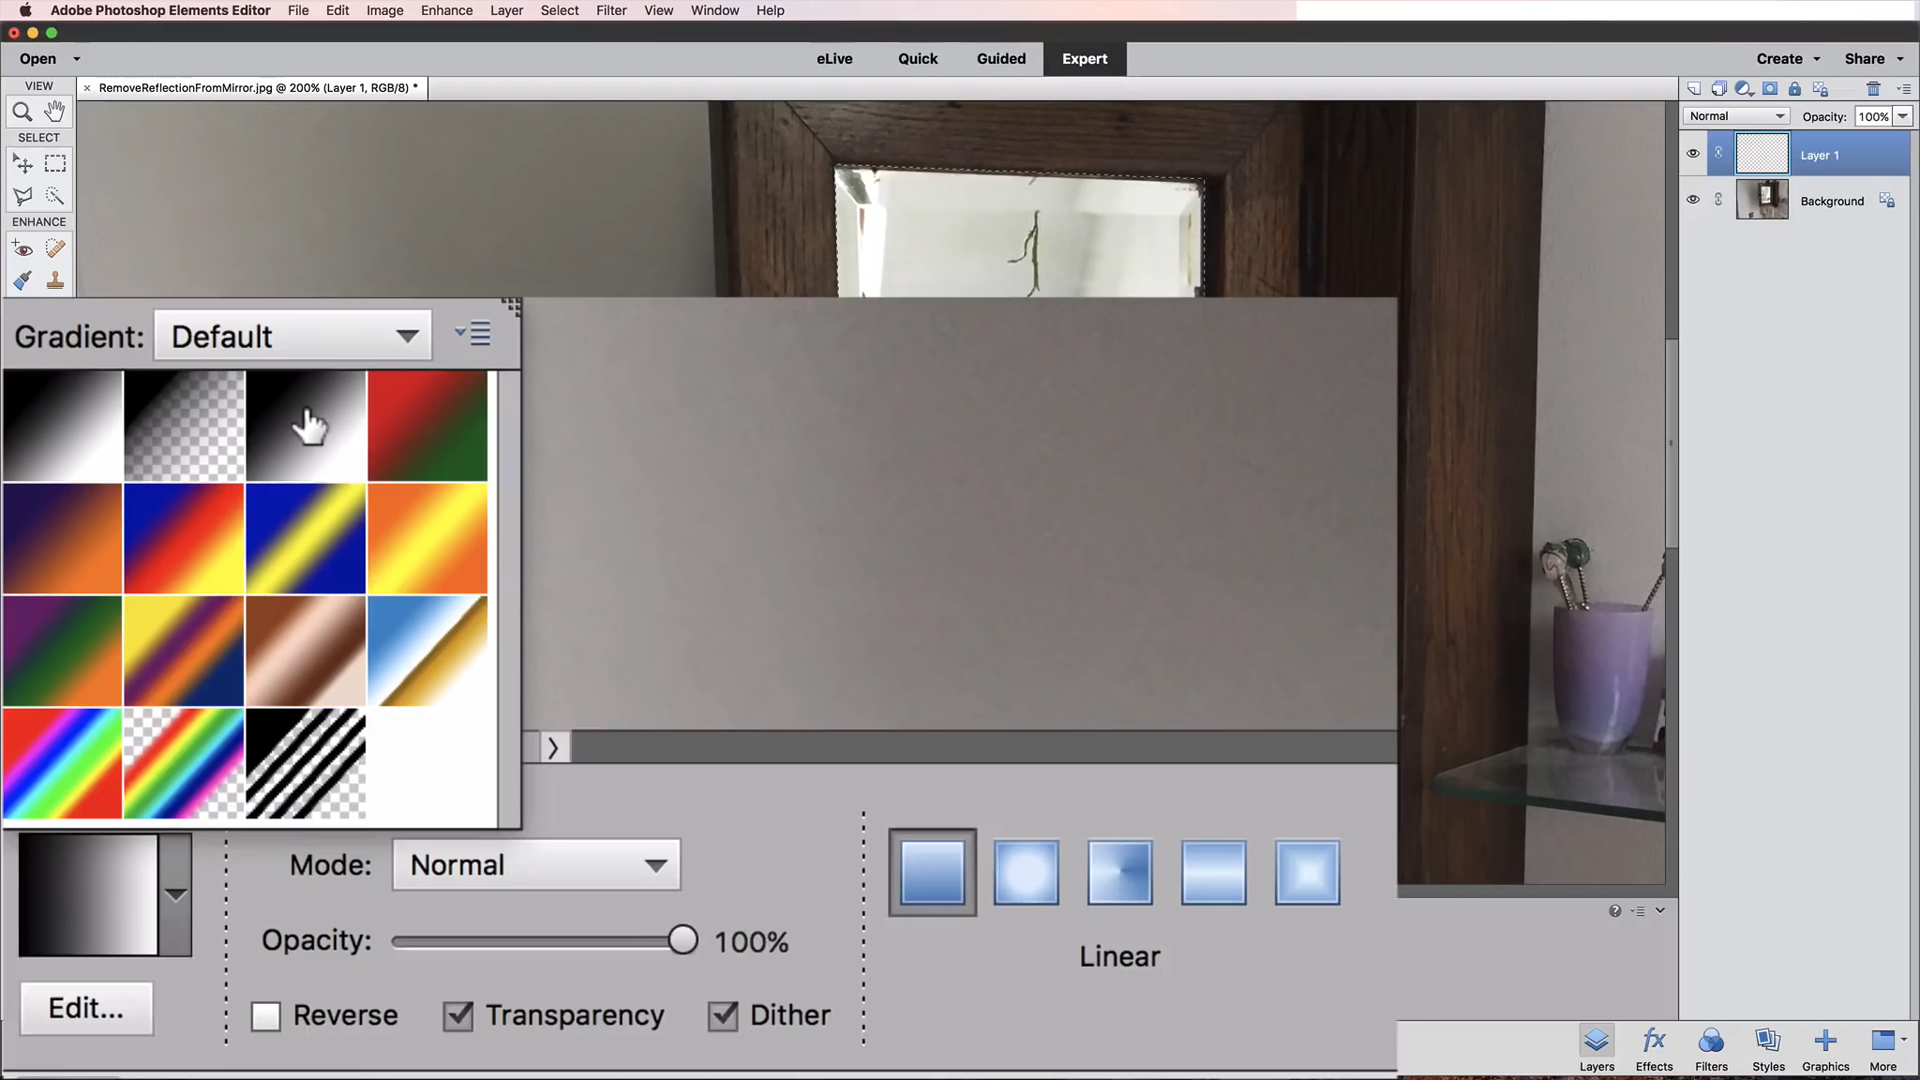 Adobe Photoshop Elements Editor File Edit Image Enhance Layer Select Filter View Window Help
Open eLive Quick Guided Expert Create Share
VIEW
RemoveReflectionFromMirror.jpg @ 200% (Layer 1, RGB/8) *
Normal Opacity: 100%
SELECT
Layer 1
Background
ENHANCE
Gradient: Default
Mode: Normal
Opacity: 100%
Linear
Edit...
Reverse Transparency Dither
Layers Effects Filters Styles Graphics More